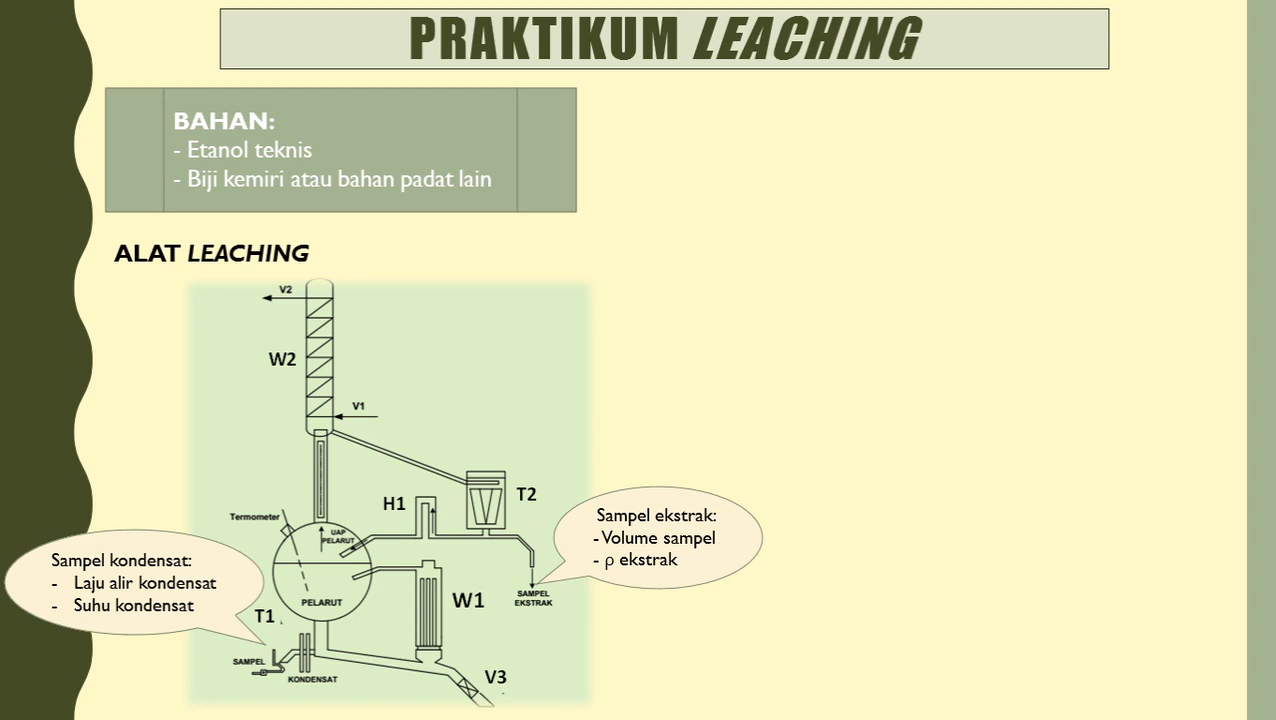 PRAKTIKUM LEACHING
BAHAN:
- Etanol teknis
- Biji kemiri atau bahan padat lain
ALAT LEACHING
V2
W2
V1
T2
H1
Termometer
UAP
PELARUT
Sampel ekstrak:
- Volume sampel
- ρ ekstrak
Sampel kondensat:
- Laju alir kondensat
- Suhu kondensat
PELARUT
W1
SAMPEL
EKSTRAK
T1
SAMPEL
KONDENSAT
V3